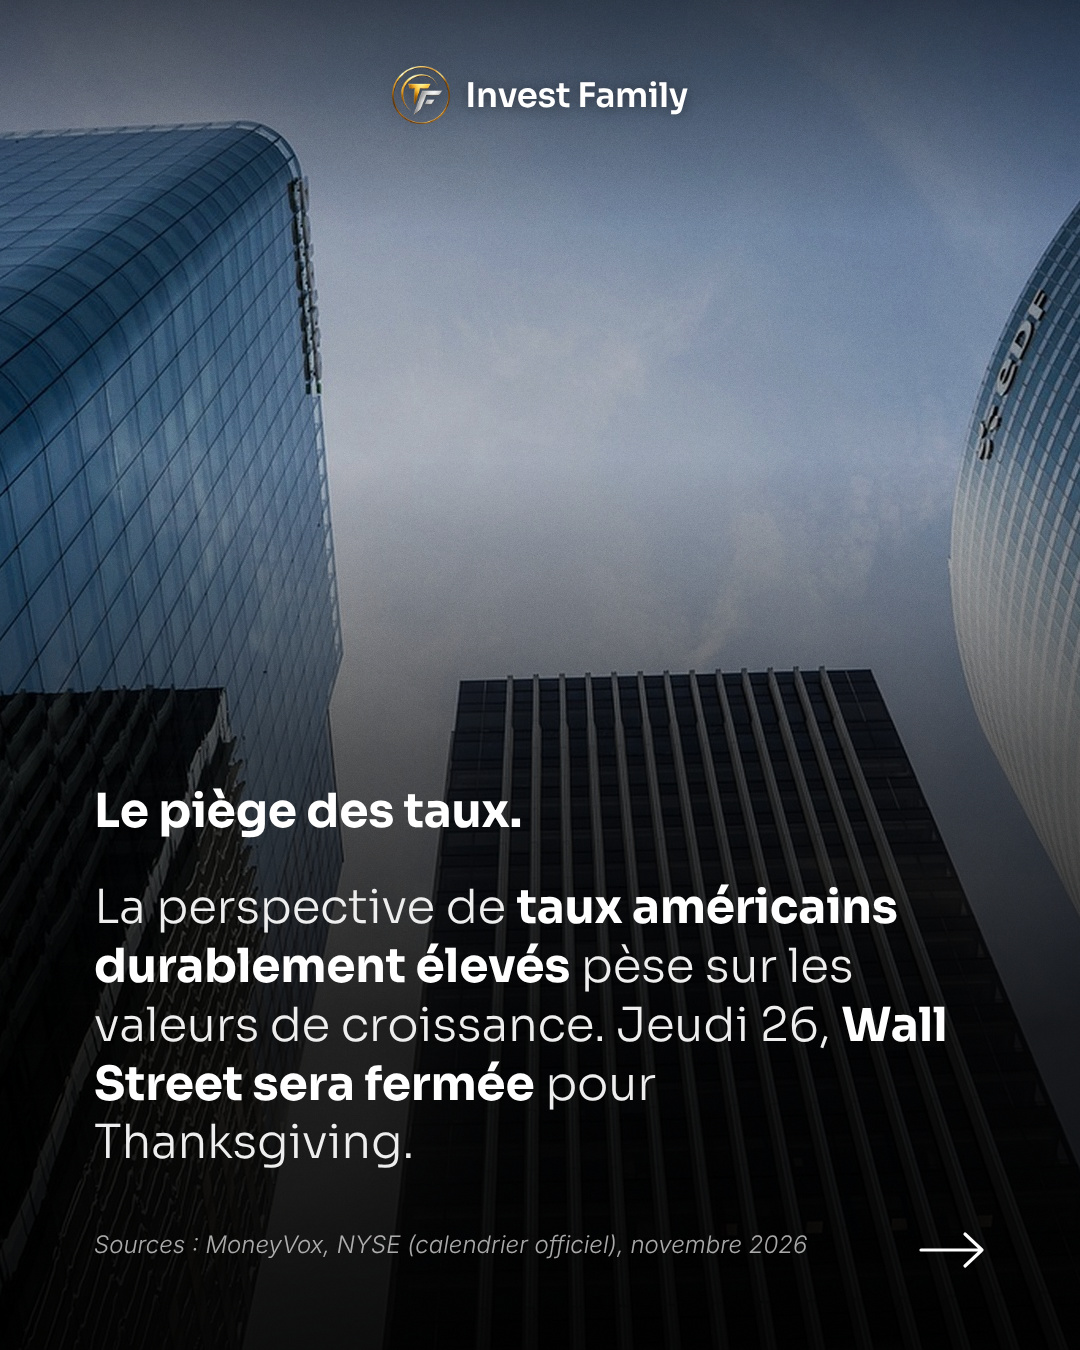 Invest Family
eDF
Le piège des taux.
La perspective de taux américains
durablement élevés pèse sur les
valeurs de croissance. Jeudi 26, Wall
Street sera fermée pour
Thanksgiving.
Sources : MoneyVox, NYSE (calendrier officiel), novembre 2026